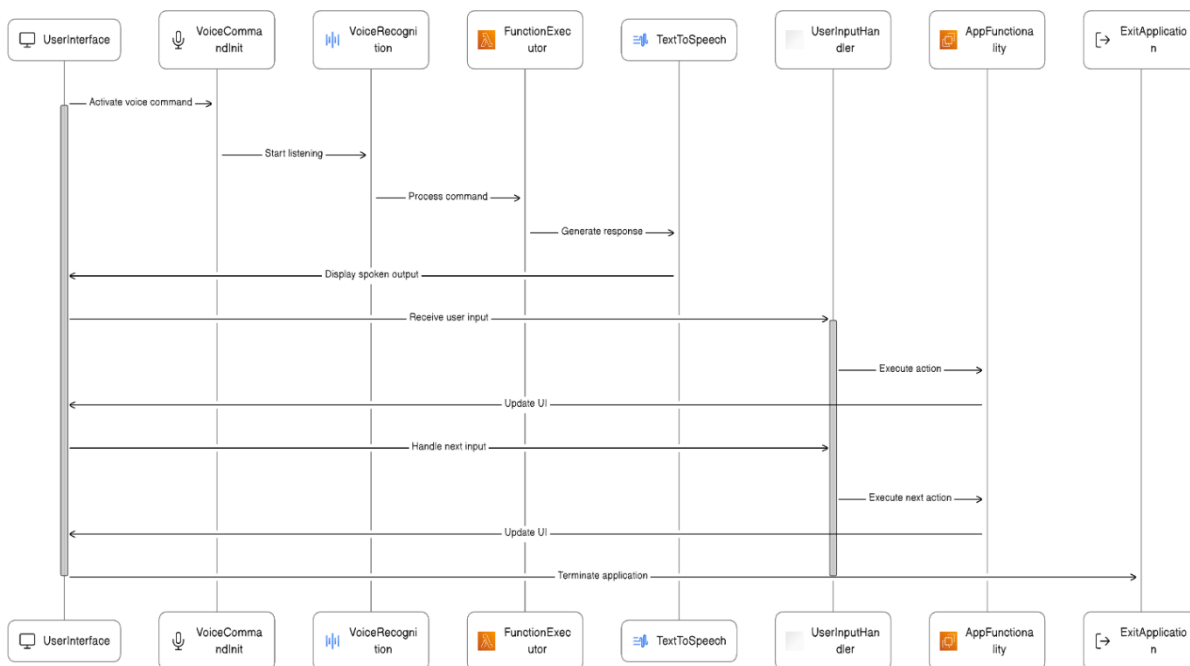 UserInterface
VoiceComma
ndInit
VoiceRecogni
tion
FunctionExec
utor
TextToSpeech
UserInputHan
dler
AppFunctiona
lity
ExitApplicatio
n
Activate voice command
Start listening
Process command
Generate response
Display spoken output
Receive user input
Execute action
Update UI
Handle next input
Execute next action
Update UI
Terminate application
UserInterface
VoiceComma
ndInit
VoiceRecogni
tion
FunctionExec
utor
TextToSpeech
UserInputHan
dler
AppFunctiona
lity
ExitApplicatio
n